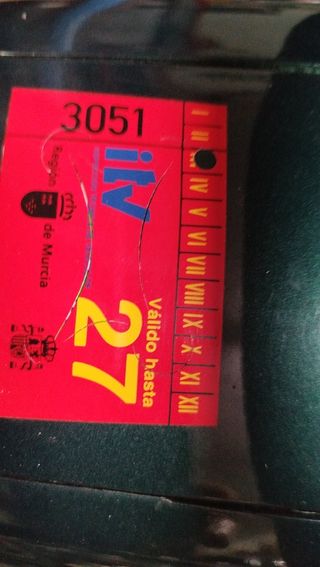 3051
I II III IV V VI VII VIII IX X XI XII
itv
Válido hasta
27
Región de Murcia